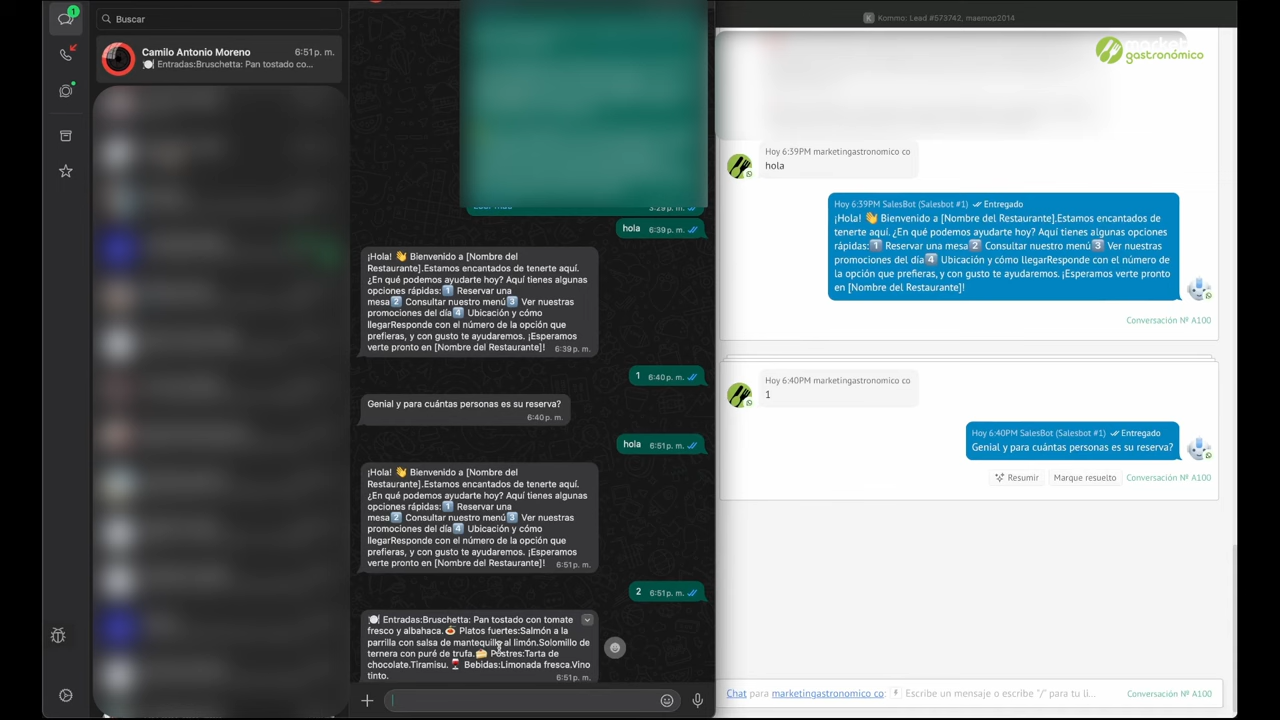 1
Buscar
Camilo Antonio Moreno
6:51 p. m.
🍽️ Entradas:Bruschetta: Pan tostado co...
3:29 p. m.
hola 6:39 p. m.
¡Hola! 👋 Bienvenido a [Nombre del
Restaurante].Estamos encantados de tenerte aquí.
¿En qué podemos ayudarte hoy? Aquí tienes algunas
opciones rápidas:1️⃣ Reservar una
mesa2️⃣ Consultar nuestro menú3️⃣ Ver nuestras
promociones del día4️⃣ Ubicación y cómo
llegarResponde con el número de la opción que
prefieras, y con gusto te ayudaremos. ¡Esperamos
verte pronto en [Nombre del Restaurante]!
6:39 p. m.
1 6:40 p. m.
Genial y para cuántas personas es su reserva?
6:40 p. m.
hola 6:51 p. m.
¡Hola! 👋 Bienvenido a [Nombre del
Restaurante].Estamos encantados de tenerte aquí.
¿En qué podemos ayudarte hoy? Aquí tienes algunas
opciones rápidas:1️⃣ Reservar una
mesa2️⃣ Consultar nuestro menú3️⃣ Ver nuestras
promociones del día4️⃣ Ubicación y cómo
llegarResponde con el número de la opción que
prefieras, y con gusto te ayudaremos. ¡Esperamos
verte pronto en [Nombre del Restaurante]!
6:51 p. m.
2 6:51 p. m.
🍽️ Entradas:Bruschetta: Pan tostado con tomate
fresco y albahaca.🍝 Platos fuertes:Salmón a la
parrilla con salsa de mantequilla al limón.Solomillo de
ternera con puré de trufa.🍰 Postres:Tarta de
chocolate.Tiramisu.🍷 Bebidas:Limonada fresca.Vino
tinto.
6:51 p. m.
Kommo: Lead #573742, maemop2014
market
gastronómico
Hoy 6:39PM marketingastronomico co
hola
Hoy 6:39PM SalesBot (Salesbot #1) Entregado
¡Hola! 👋 Bienvenido a [Nombre del Restaurante].Estamos encantados de
tenerte aquí. ¿En qué podemos ayudarte hoy? Aquí tienes algunas opciones
rápidas:1️⃣ Reservar una mesa2️⃣ Consultar nuestro menú3️⃣ Ver nuestras
promociones del día4️⃣ Ubicación y cómo llegarResponde con el número de
la opción que prefieras, y con gusto te ayudaremos. ¡Esperamos verte pronto
en [Nombre del Restaurante]!
Conversación Nº A100
Hoy 6:40PM marketingastronomico co
1
Hoy 6:40PM SalesBot (Salesbot #1) Entregado
Genial y para cuántas personas es su reserva?
Resumir Marque resuelto Conversación Nº A100
Chat para marketingastronomico co: Escribe un mensaje o escribe "/" para tu li... Conversación Nº A100